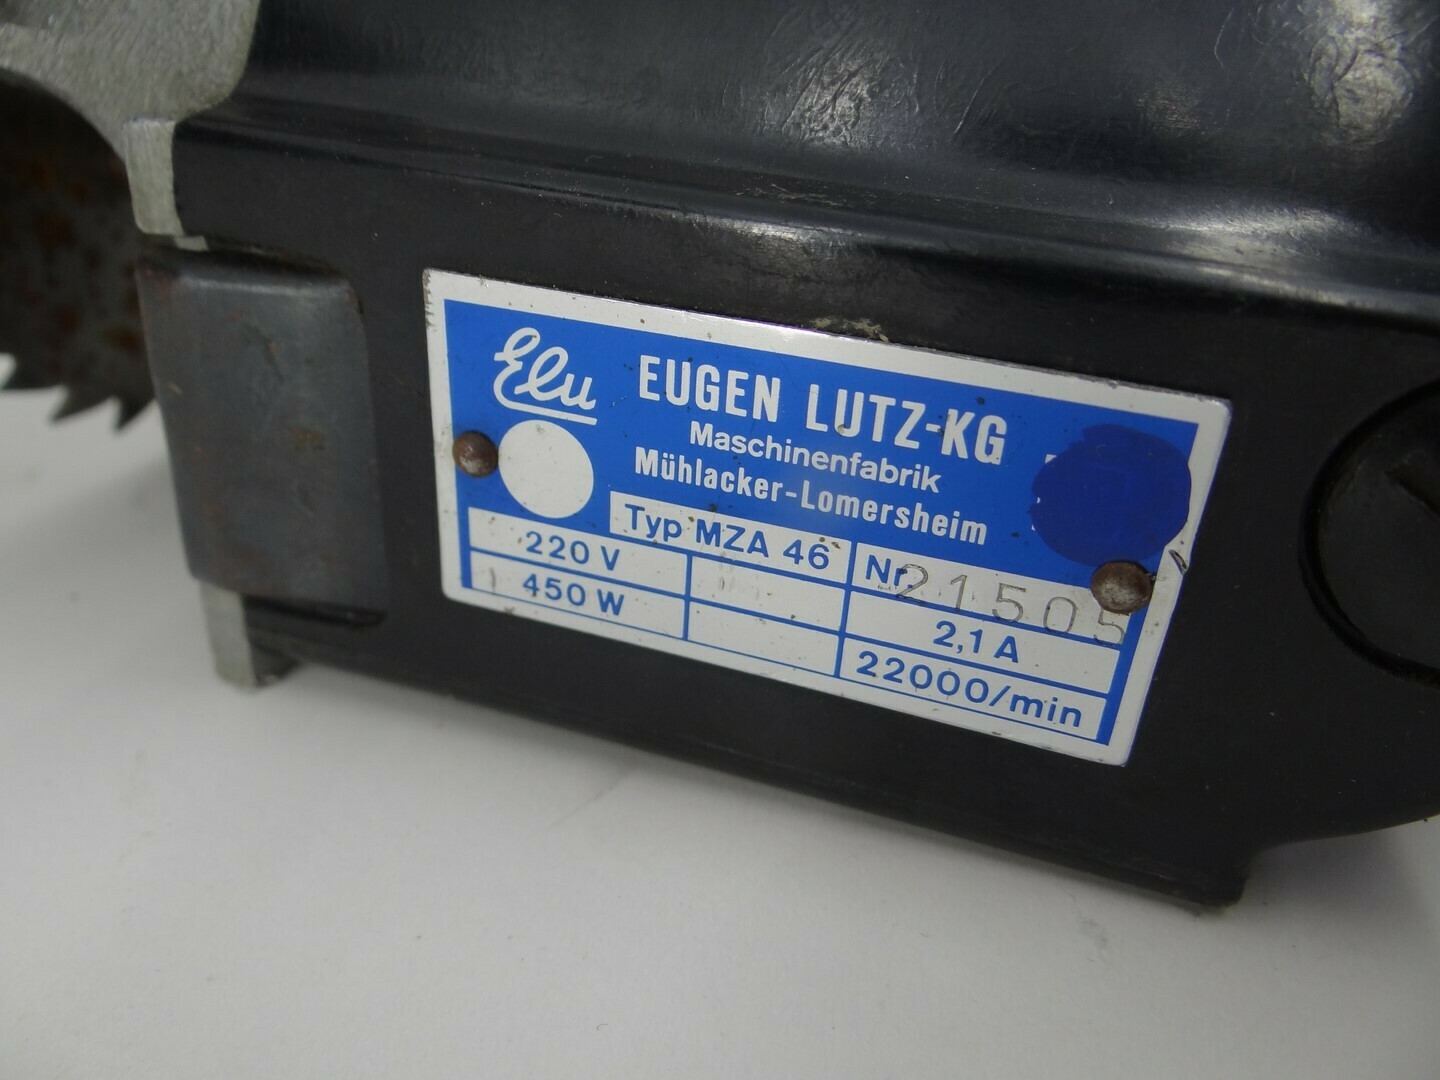 Elu
EUGEN LUTZ-KG
Maschinenfabrik
Mühlacker-Lomersheim
Typ MZA 46
Nr. 21505
220 V
2,1 A
450 W
22000/min